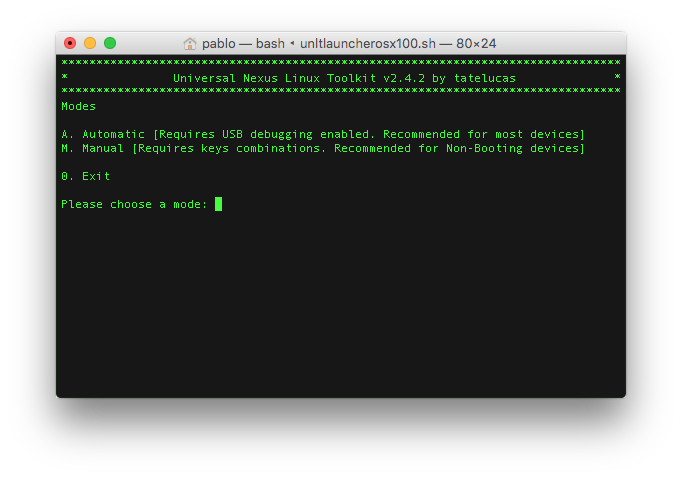 pablo — bash • unltlauncherosx100.sh — 80×24
********************************************************************************
* Universal Nexus Linux Toolkit v2.4.2 by tatelucas *
********************************************************************************
Modes
A. Automatic [Requires USB debugging enabled. Recommended for most devices]
M. Manual [Requires keys combinations. Recommended for Non-Booting devices]
0. Exit
Please choose a mode: